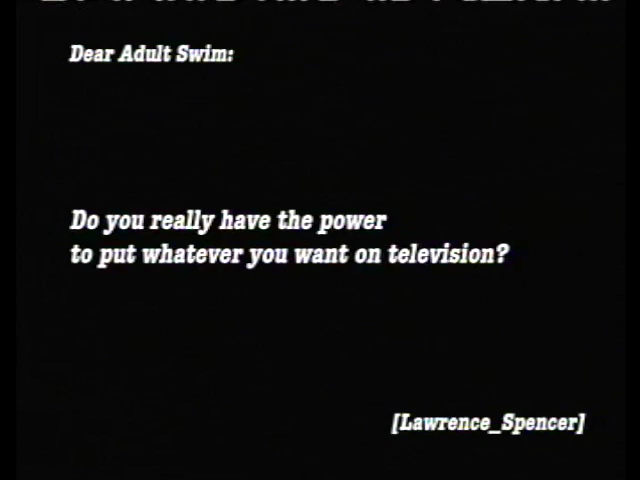 Dear Adult Swim:
Do you really have the power
to put whatever you want on television?
[Lawrence_Spencer]